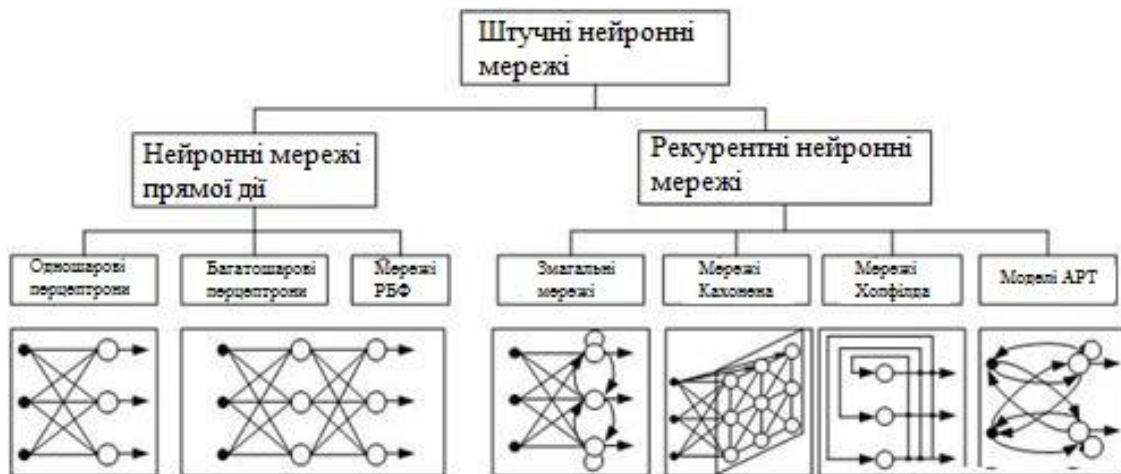 Штучні нейронні
мережі
Нейронні мережі
прямої дії
Рекурентні нейронні
мережі
Одношарові
перцептрони
Багатошарові
перцептрони
Мережі
РБФ
Змагальні
мережі
Мережі
Кахонена
Мережі
Хопфілда
Моделі АРТ